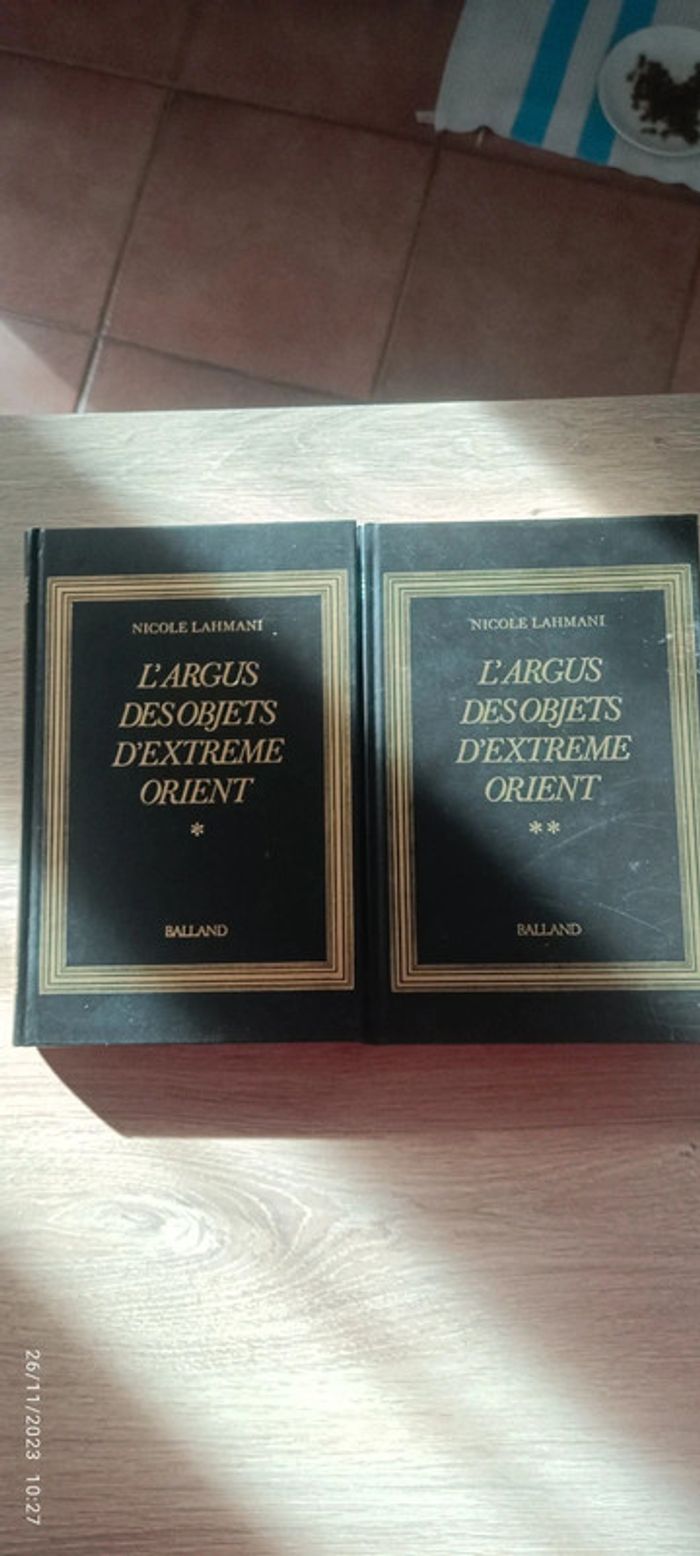 NICOLE LAHMANI
L'ARGUS
DES OBJETS
D'EXTREME
ORIENT
*
BALLAND
NICOLE LAHMANI
L'ARGUS
DES OBJETS
D'EXTREME
ORIENT
**
BALLAND
26/11/2023 10:27